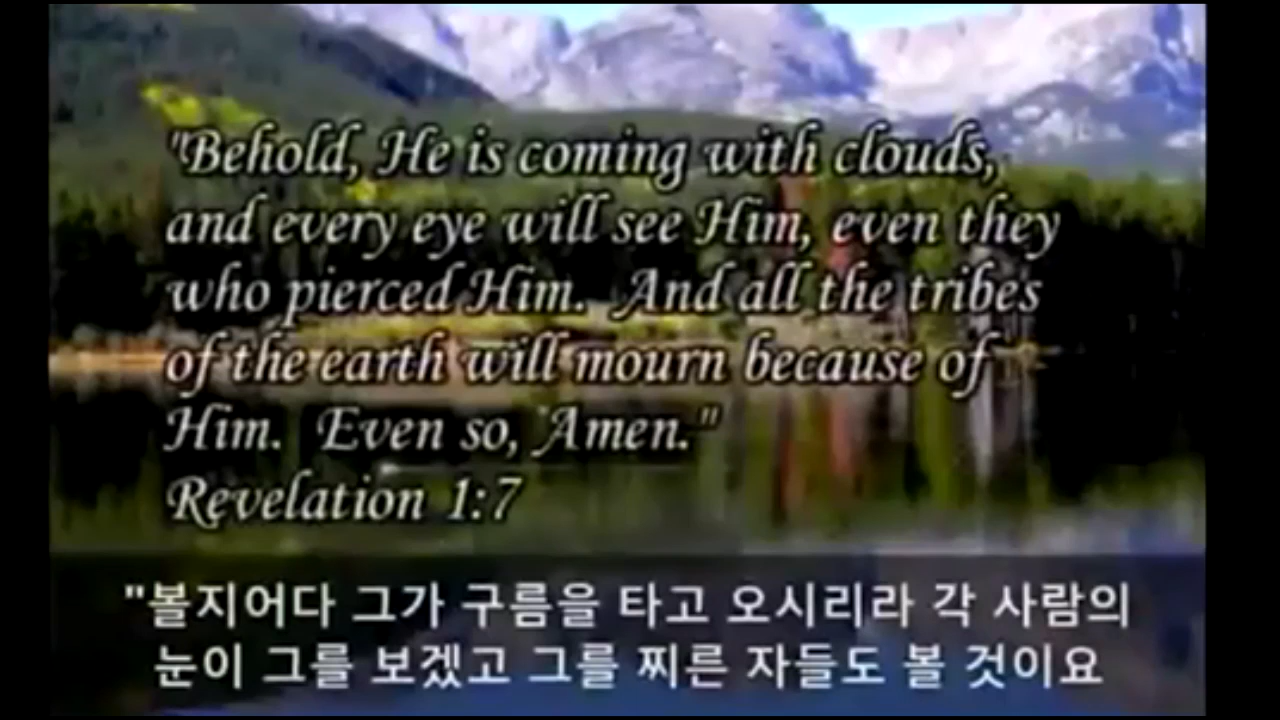 "Behold, He is coming with clouds,
and every eye will see Him, even they
who pierced Him. And all the tribes
of the earth will mourn because of
Him. Even so, Amen."
Revelation 1:7
"볼지어다 그가 구름을 타고 오시리라 각 사람의
눈이 그를 보겠고 그를 찌른 자들도 볼 것이요